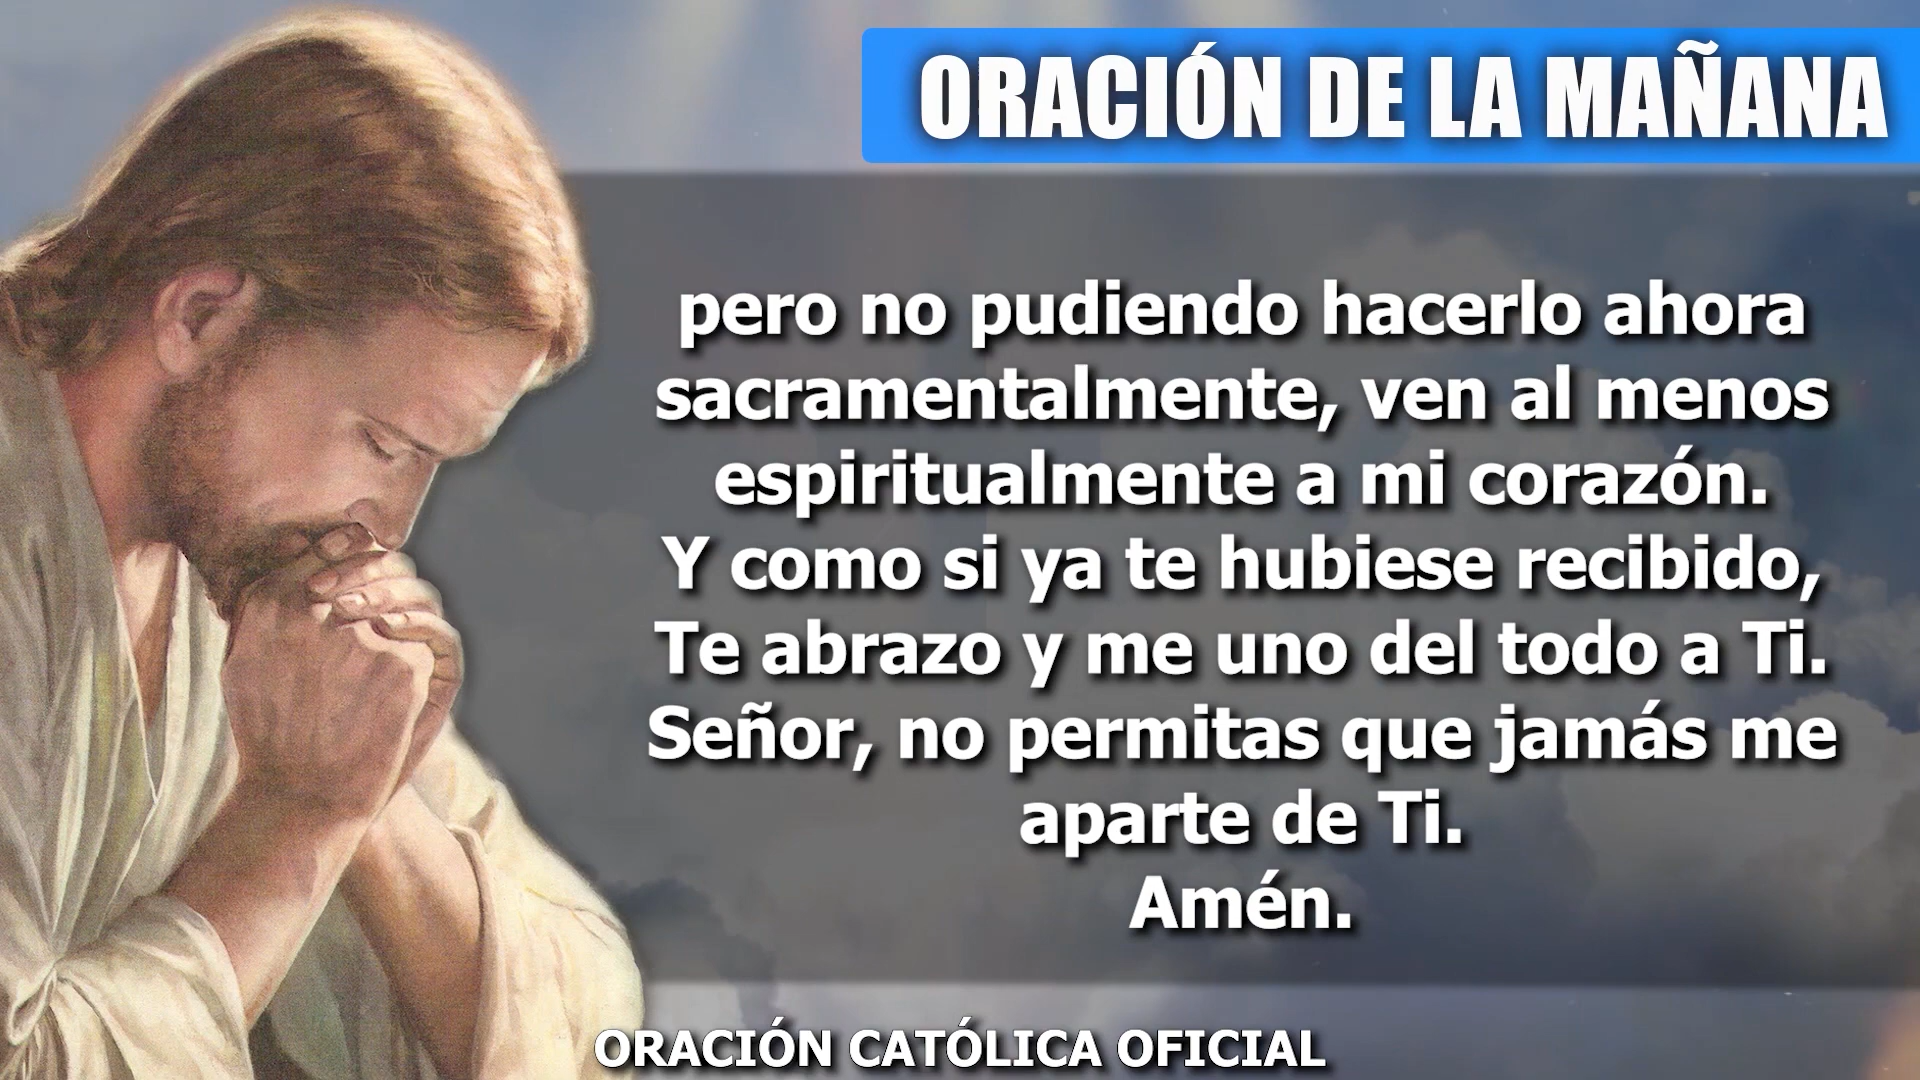 ORACIÓN DE LA MAÑANA
pero no pudiendo hacerlo ahora
sacramentalmente, ven al menos
espiritualmente a mi corazón.
Y como si ya te hubiese recibido,
Te abrazo y me uno del todo a Ti.
Señor, no permitas que jamás me
aparte de Ti.
Amén.
ORACIÓN CATÓLICA OFICIAL